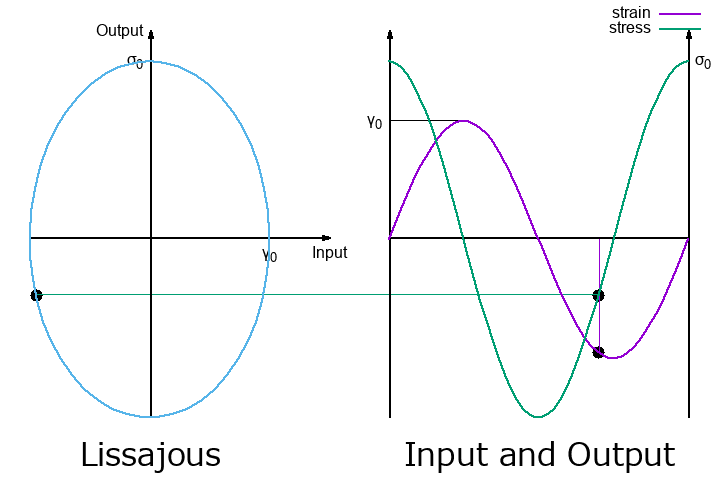 strain
stress
Output
σ0
γ0
Input
γ0
σ0
Lissajous
Input and Output